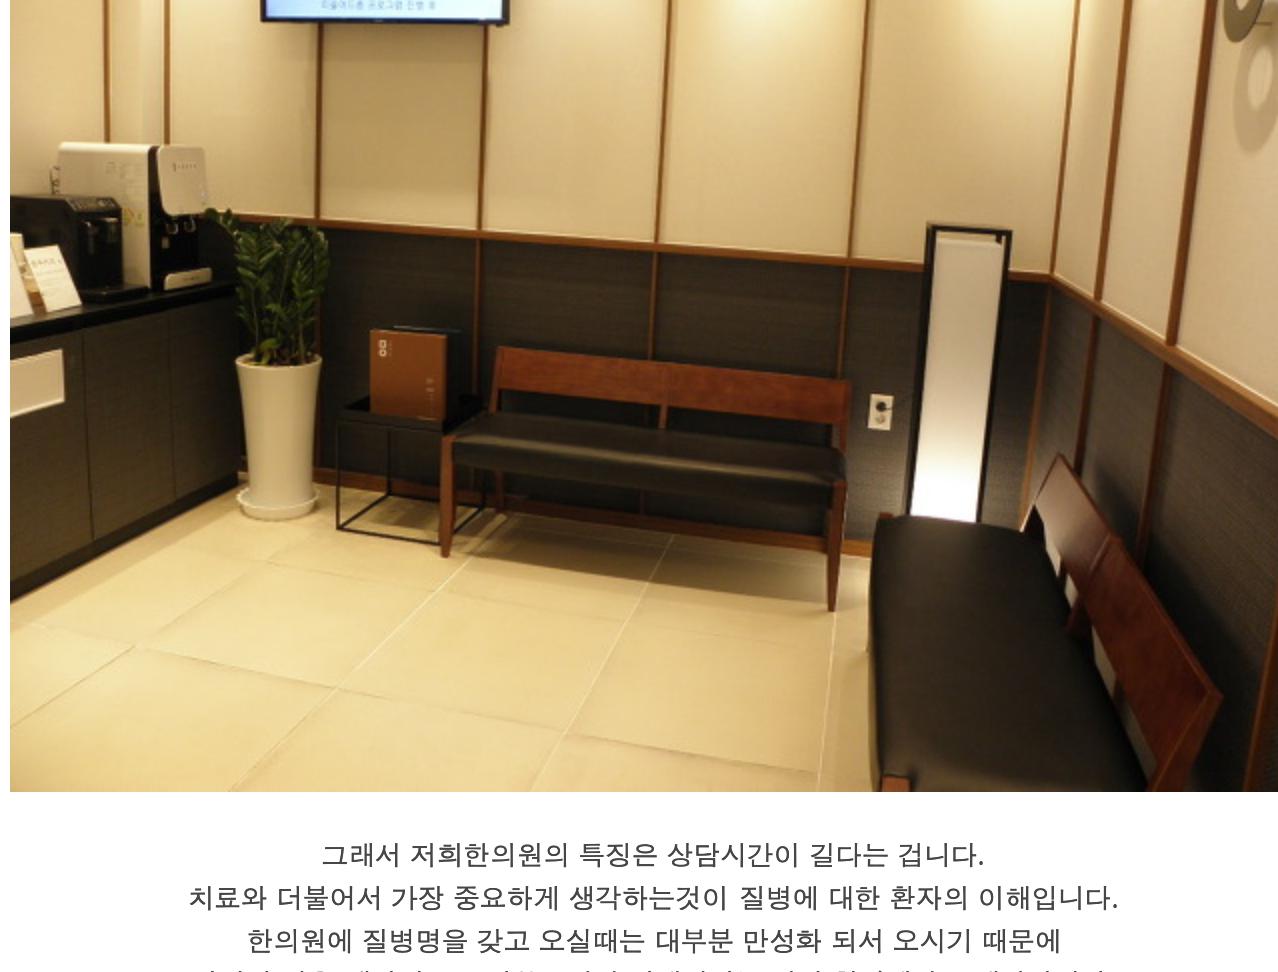 그래서 저희한의원의 특징은 상담시간이 길다는 겁니다.
치료와 더불어서 가장 중요하게 생각하는것이 질병에 대한 환자의 이해입니다.
한의원에 질병명을 갖고 오실때는 대부분 만성화 되서 오시기 때문에